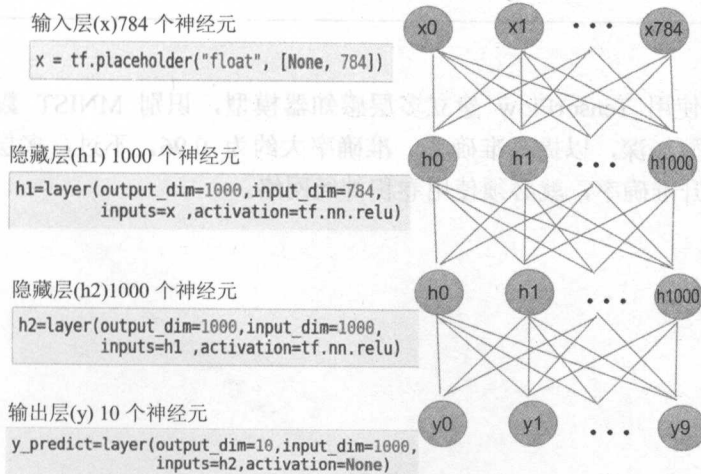 输入层(x)784 个神经元
x = tf.placeholder("float", [None, 784])
隐藏层(h1) 1000 个神经元
h1=layer(output_dim=1000,input_dim=784,
inputs=x ,activation=tf.nn.relu)
隐藏层(h2)1000 个神经元
h2=layer(output_dim=1000,input_dim=1000,
inputs=h1 ,activation=tf.nn.relu)
输出层(y) 10 个神经元
y_predict=layer(output_dim=10,input_dim=1000,
inputs=h2,activation=None)
x0 x1 ••• x784
h0 h1 ••• h1000
h0 h1 ••• h1000
y0 y1 ••• y9